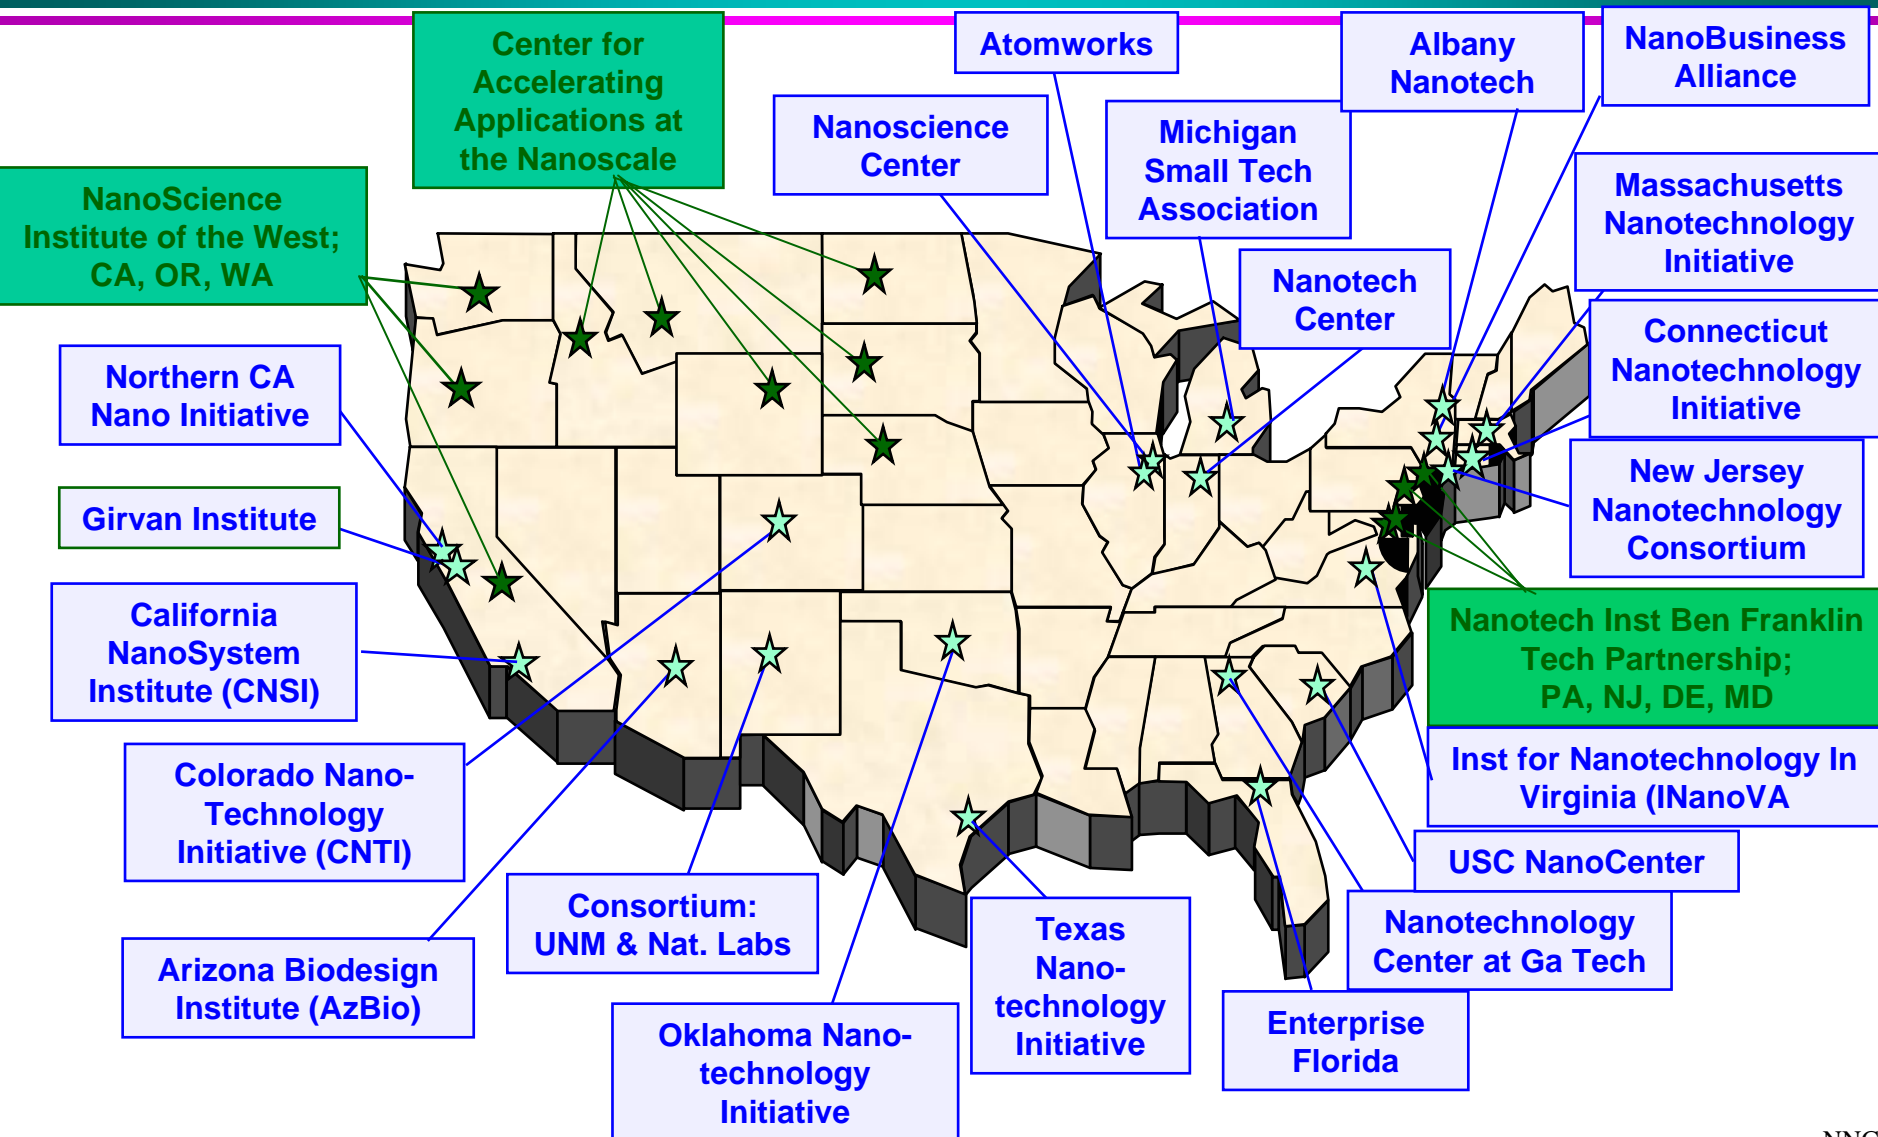 Center for
Accelerating
Applications at
the Nanoscale
Atomworks
Albany
Nanotech
NanoBusiness
Alliance
Nanoscience
Center
Michigan
Small Tech
Association
Massachusetts
Nanotechnology
Initiative
NanoScience
Institute of the West;
CA, OR, WA
Nanotech
Center
Connecticut
Nanotechnology
Initiative
Northern CA
Nano Initiative
New Jersey
Nanotechnology
Consortium
Girvan Institute
California
NanoSystem
Institute (CNSI)
Nanotech Inst Ben Franklin
Tech Partnership;
PA, NJ, DE, MD
Colorado Nano-
Technology
Initiative (CNTI)
Inst for Nanotechnology In
Virginia (INanoVA
USC NanoCenter
Consortium:
UNM & Nat. Labs
Texas
Nano-
technology
Initiative
Nanotechnology
Center at Ga Tech
Arizona Biodesign
Institute (AzBio)
Oklahoma Nano-
technology
Initiative
Enterprise
Florida